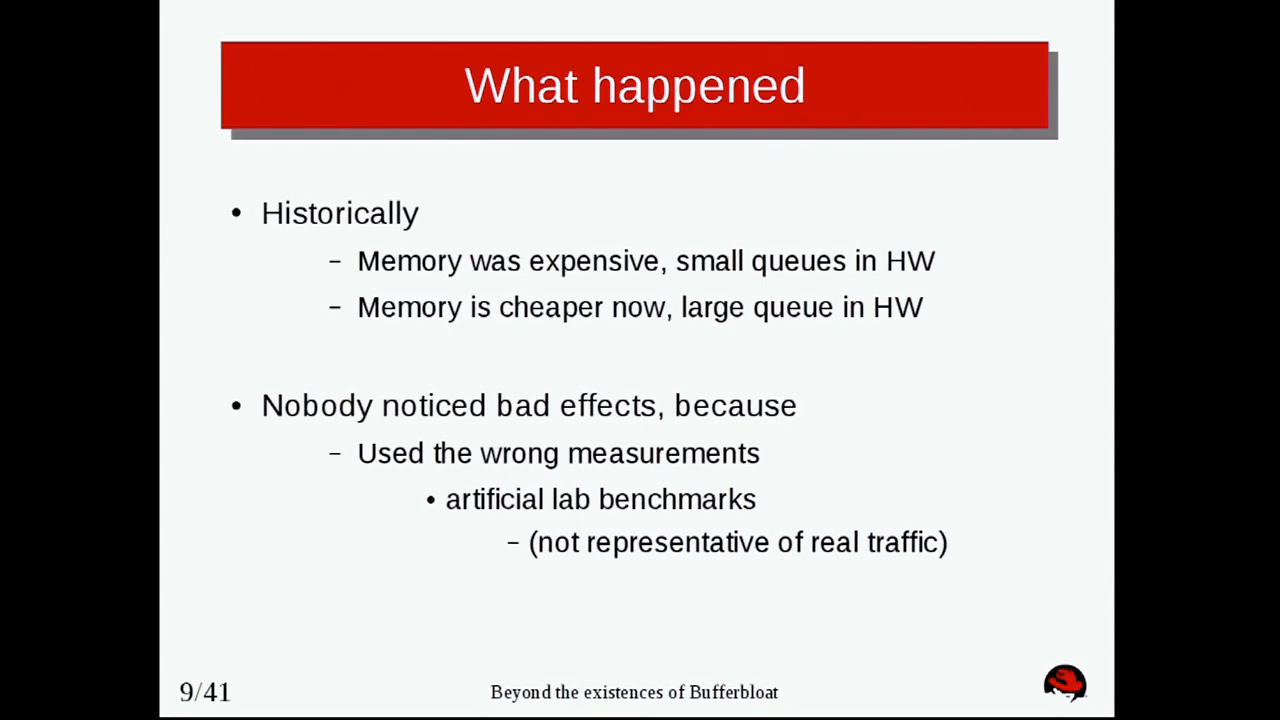 What happened
• Historically
– Memory was expensive, small queues in HW
– Memory is cheaper now, large queue in HW
• Nobody noticed bad effects, because
– Used the wrong measurements
• artificial lab benchmarks
– (not representative of real traffic)
9/41
Beyond the existences of Bufferbloat